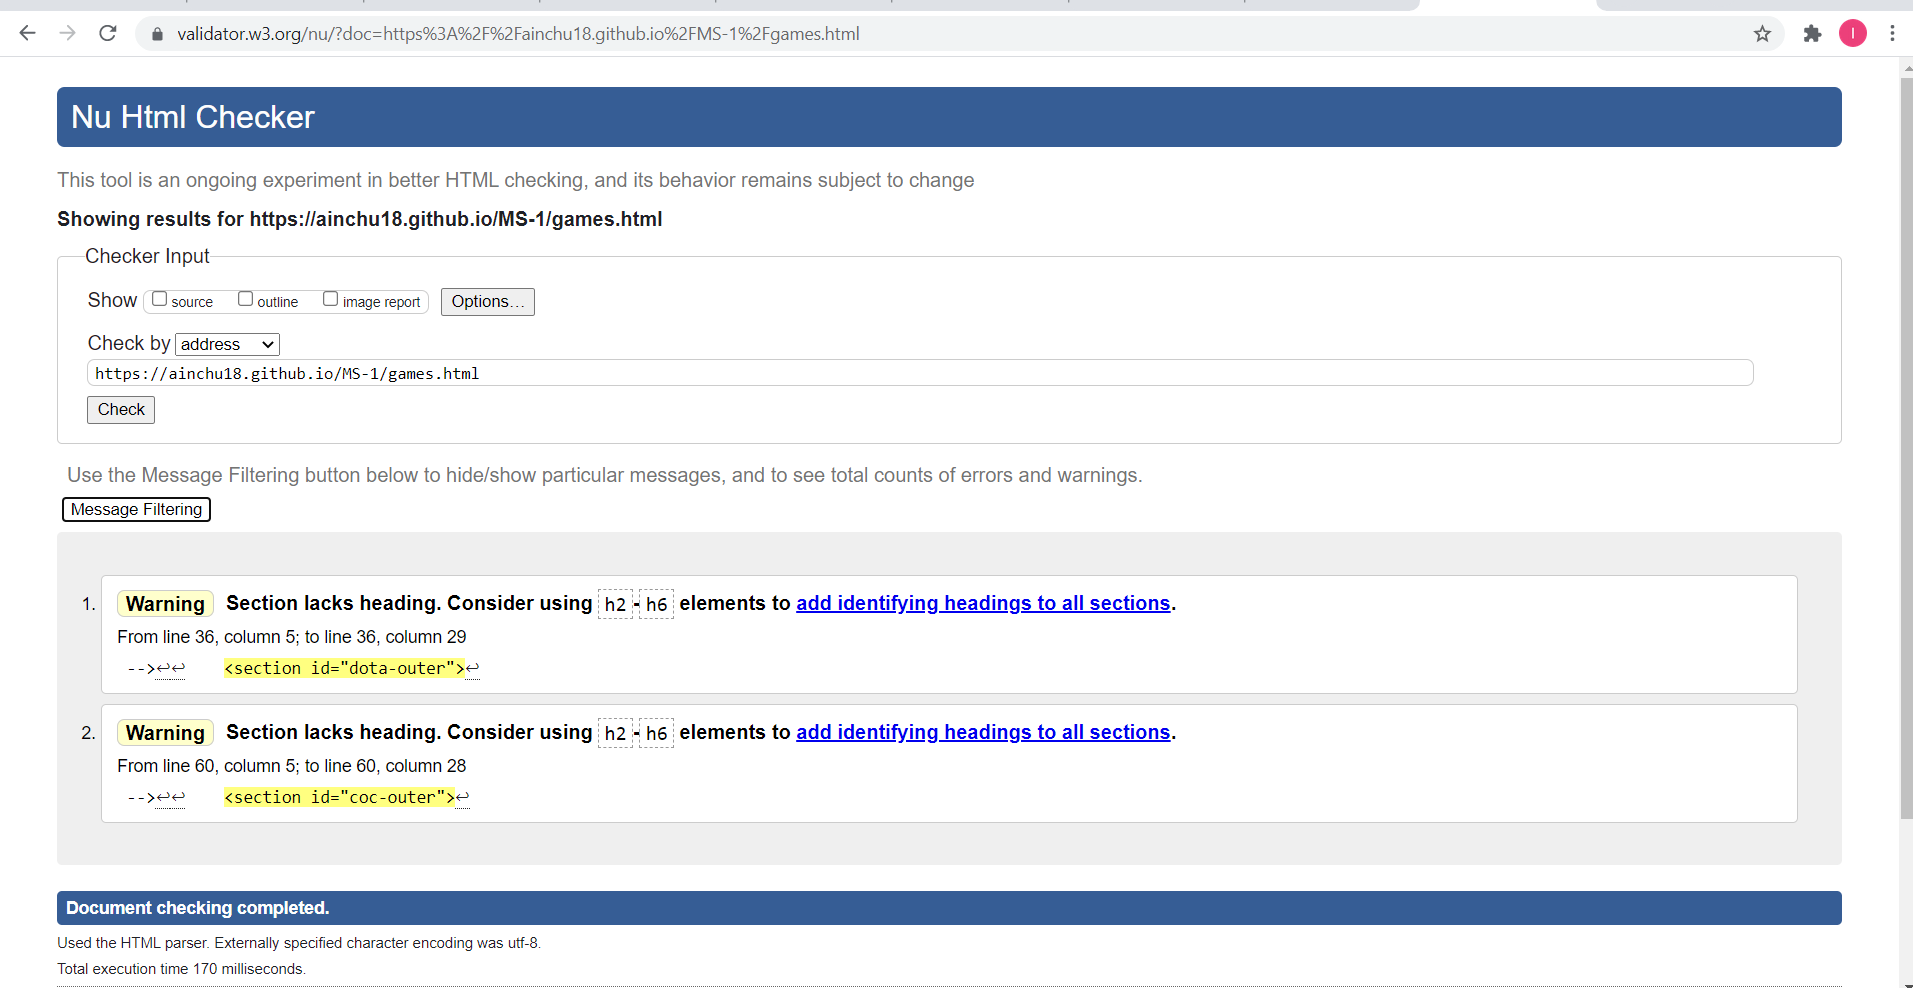 validator.w3.org/nu/?doc=https%3A%2F%2Fainchu18.github.io%2FMS-1%2Fgames.html
I
Nu Html Checker
This tool is an ongoing experiment in better HTML checking, and its behavior remains subject to change
Showing results for https://ainchu18.github.io/MS-1/games.html
Checker Input
Show source outline image report Options...
Check by address
https://ainchu18.github.io/MS-1/games.html
Check
Use the Message Filtering button below to hide/show particular messages, and to see total counts of errors and warnings.
Message Filtering
1. Warning Section lacks heading. Consider using h2-h6 elements to add identifying headings to all sections.
From line 36, column 5; to line 36, column 29
--&gt;↩↩ &lt;section id="dota-outer"&gt;↩
2. Warning Section lacks heading. Consider using h2-h6 elements to add identifying headings to all sections.
From line 60, column 5; to line 60, column 28
--&gt;↩↩ &lt;section id="coc-outer"&gt;↩
Document checking completed.
Used the HTML parser. Externally specified character encoding was utf-8.
Total execution time 170 milliseconds.